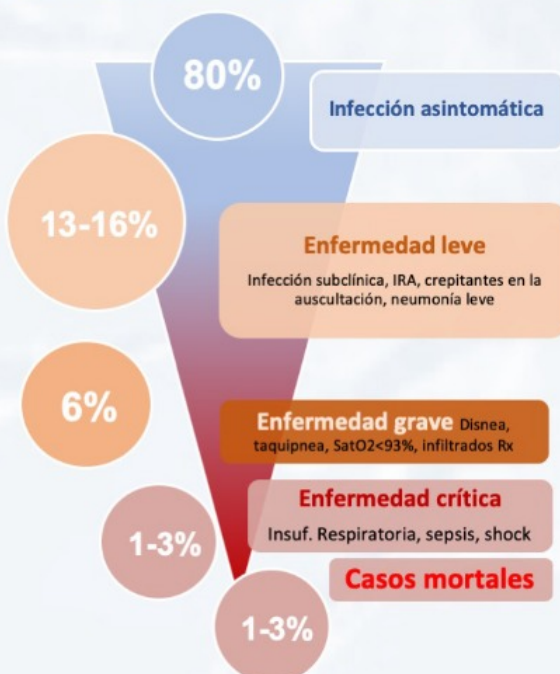 80%
Infección asintomática
13-16%
Enfermedad leve
Infección subclínica, IRA, crepitantes en la
auscultación, neumonía leve
6%
Enfermedad grave Disnea,
taquipnea, SatO2<93%, infiltrados Rx
Enfermedad crítica
1-3%
Insuf. Respiratoria, sepsis, shock
Casos mortales
1-3%